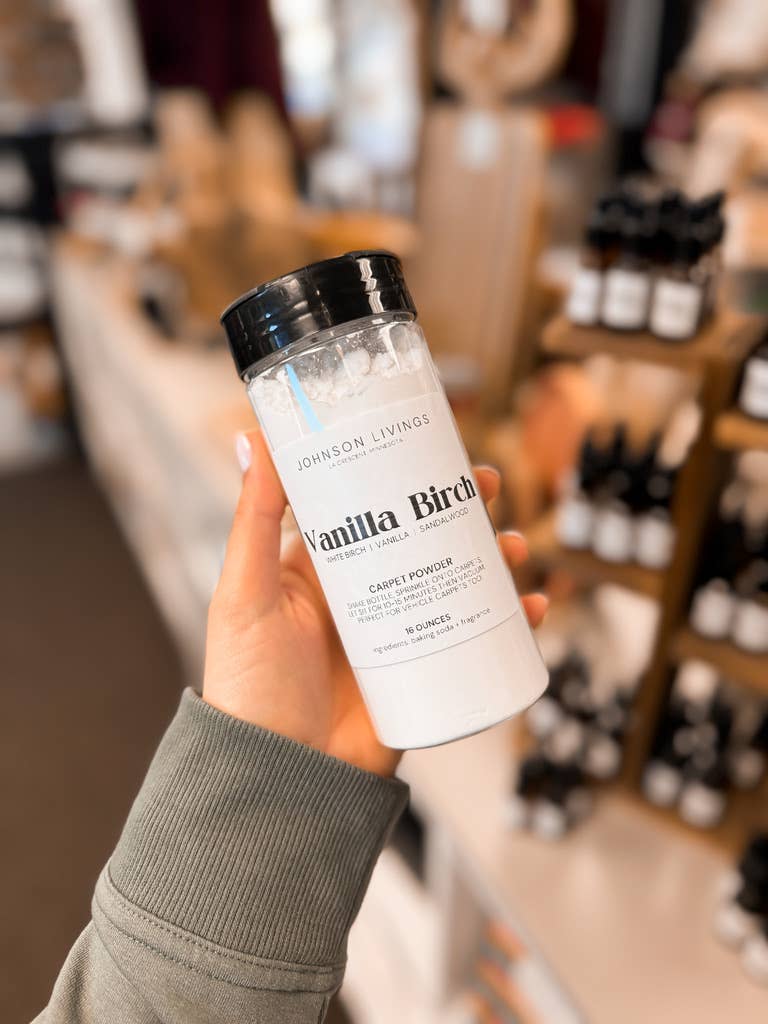 JOHNSON LIVINGS
LA CRESCENT, MINNESOTA
Vanilla Birch
WHITE BIRCH | VANILLA | SANDALWOOD
CARPET POWDER
SHAKE BOTTLE, SPRINKLE ONTO CARPETS,
LET SIT FOR 10-15 MINUTES THEN VACUUM.
PERFECT FOR VEHICLE CARPETS TOO!
16 OUNCES
ingredients: baking soda + fragrance